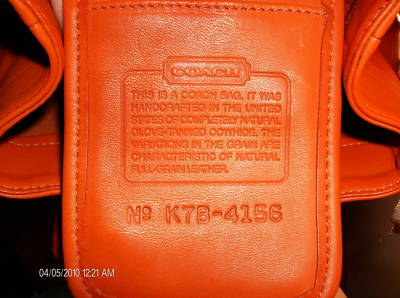 COACH
THIS IS A COACH BAG. IT WAS
HANDCRAFTED IN THE UNITED
STATES OF COMPLETELY NATURAL
GLOVE-TANNED COWHIDE. THE
VARIATIONS IN THE GRAIN ARE
CHARACTERISTIC OF NATURAL
FULL-GRAIN LEATHER.
Nº K7B-4156
04/05/2010 12:21 AM